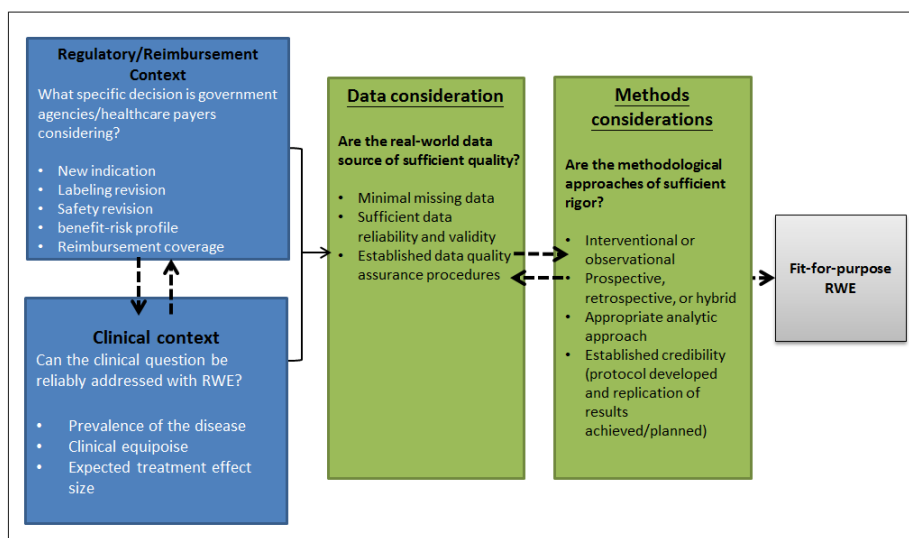 Regulatory/Reimbursement
Context
What specific decision is government
agencies/healthcare payers
considering?
• New indication
• Labeling revision
• Safety revision
• benefit-risk profile
• Reimbursement coverage
Clinical context
Can the clinical question be
reliably addressed with RWE?
• Prevalence of the disease
• Clinical equipoise
• Expected treatment effect
size
Data consideration
Are the real-world data
source of sufficient quality?
• Minimal missing data
• Sufficient data
reliability and validity
• Established data quality
assurance procedures
Methods
considerations
Are the methodological
approaches of sufficient
rigor?
• Interventional or
observational
• Prospective,
retrospective, or hybrid
• Appropriate analytic
approach
• Established credibility
(protocol developed
and replication of
results
achieved/planned)
Fit-for-purpose
RWE